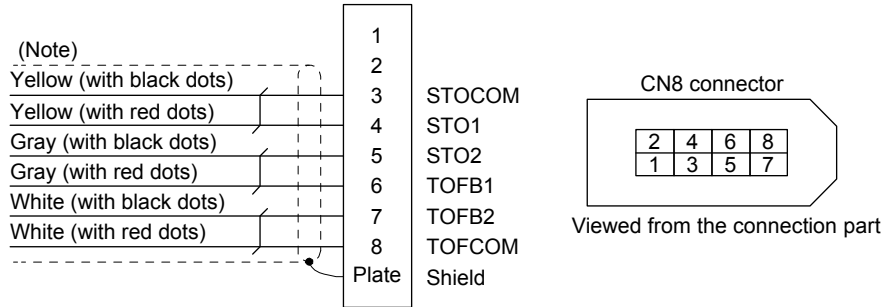 (Note)
Yellow (with black dots)
Yellow (with red dots)
Gray (with black dots)
Gray (with red dots)
White (with black dots)
White (with red dots)
1
2
3 STOCOM
4 STO1
5 STO2
6 TOFB1
7 TOFB2
8 TOFCOM
Plate Shield
CN8 connector
2 4 6 8
1 3 5 7
Viewed from the connection part